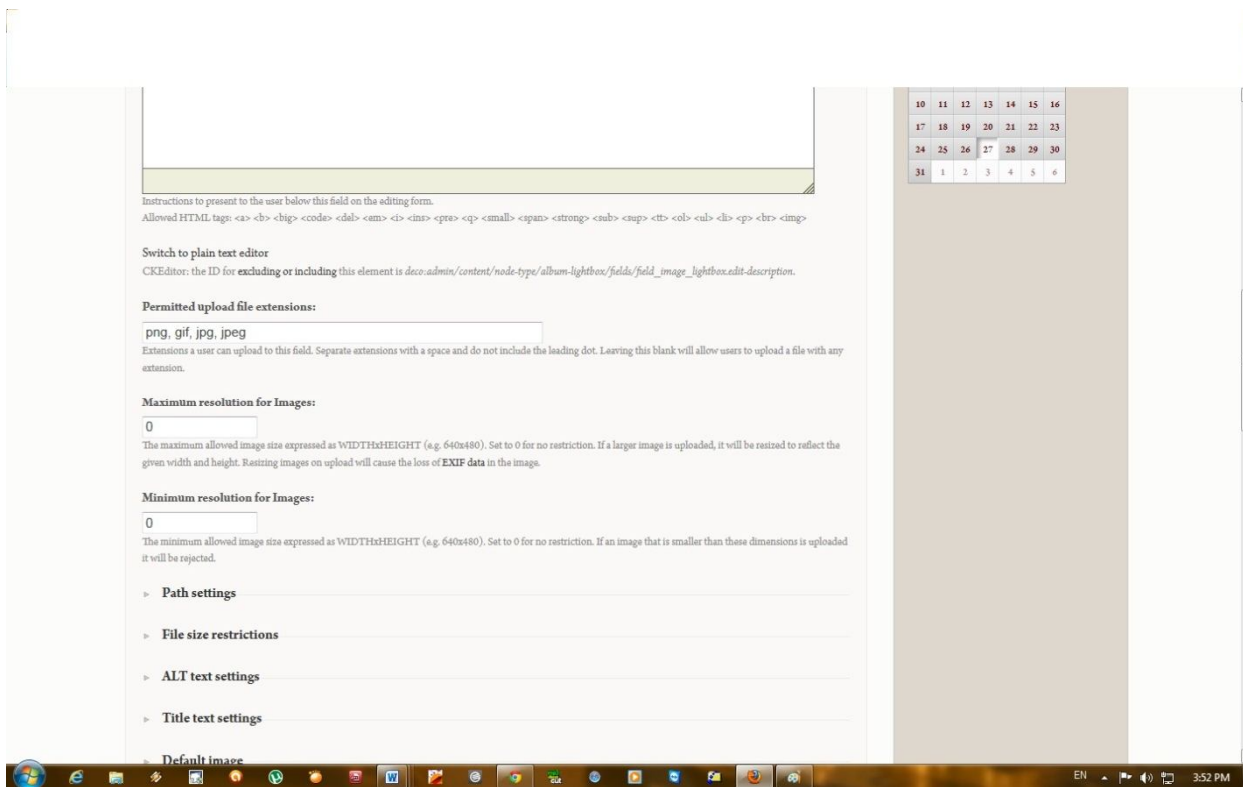 10 11 12 13 14 15 16
17 18 19 20 21 22 23
24 25 26 27 28 29 30
31 1 2 3 4 5 6
Instructions to present to the user below this field on the editing form.
Allowed HTML tags: <a> <b> <big> <code> <del> <em> <i> <ins> <pre> <q> <small> <span> <strong> <sub> <sup> <tt> <ol> <ul> <li> <p> <br> <img>
Switch to plain text editor
CKEditor: the ID for excluding or including this element is deco:admin/content/node-type/album-lightbox/fields/field_image_lightbox.edit-description.
Permitted upload file extensions:
png, gif, jpg, jpeg
Extensions a user can upload to this field. Separate extensions with a space and do not include the leading dot. Leaving this blank will allow users to upload a file with any
extension.
Maximum resolution for Images:
0
The maximum allowed image size expressed as WIDTHxHEIGHT (e.g. 640x480). Set to 0 for no restriction. If a larger image is uploaded, it will be resized to reflect the
given width and height. Resizing images on upload will cause the loss of EXIF data in the image.
Minimum resolution for Images:
0
The minimum allowed image size expressed as WIDTHxHEIGHT (e.g. 640x480). Set to 0 for no restriction. If an image that is smaller than these dimensions is uploaded
it will be rejected.
Path settings
File size restrictions
ALT text settings
Title text settings
Default image
EN 3:52 PM